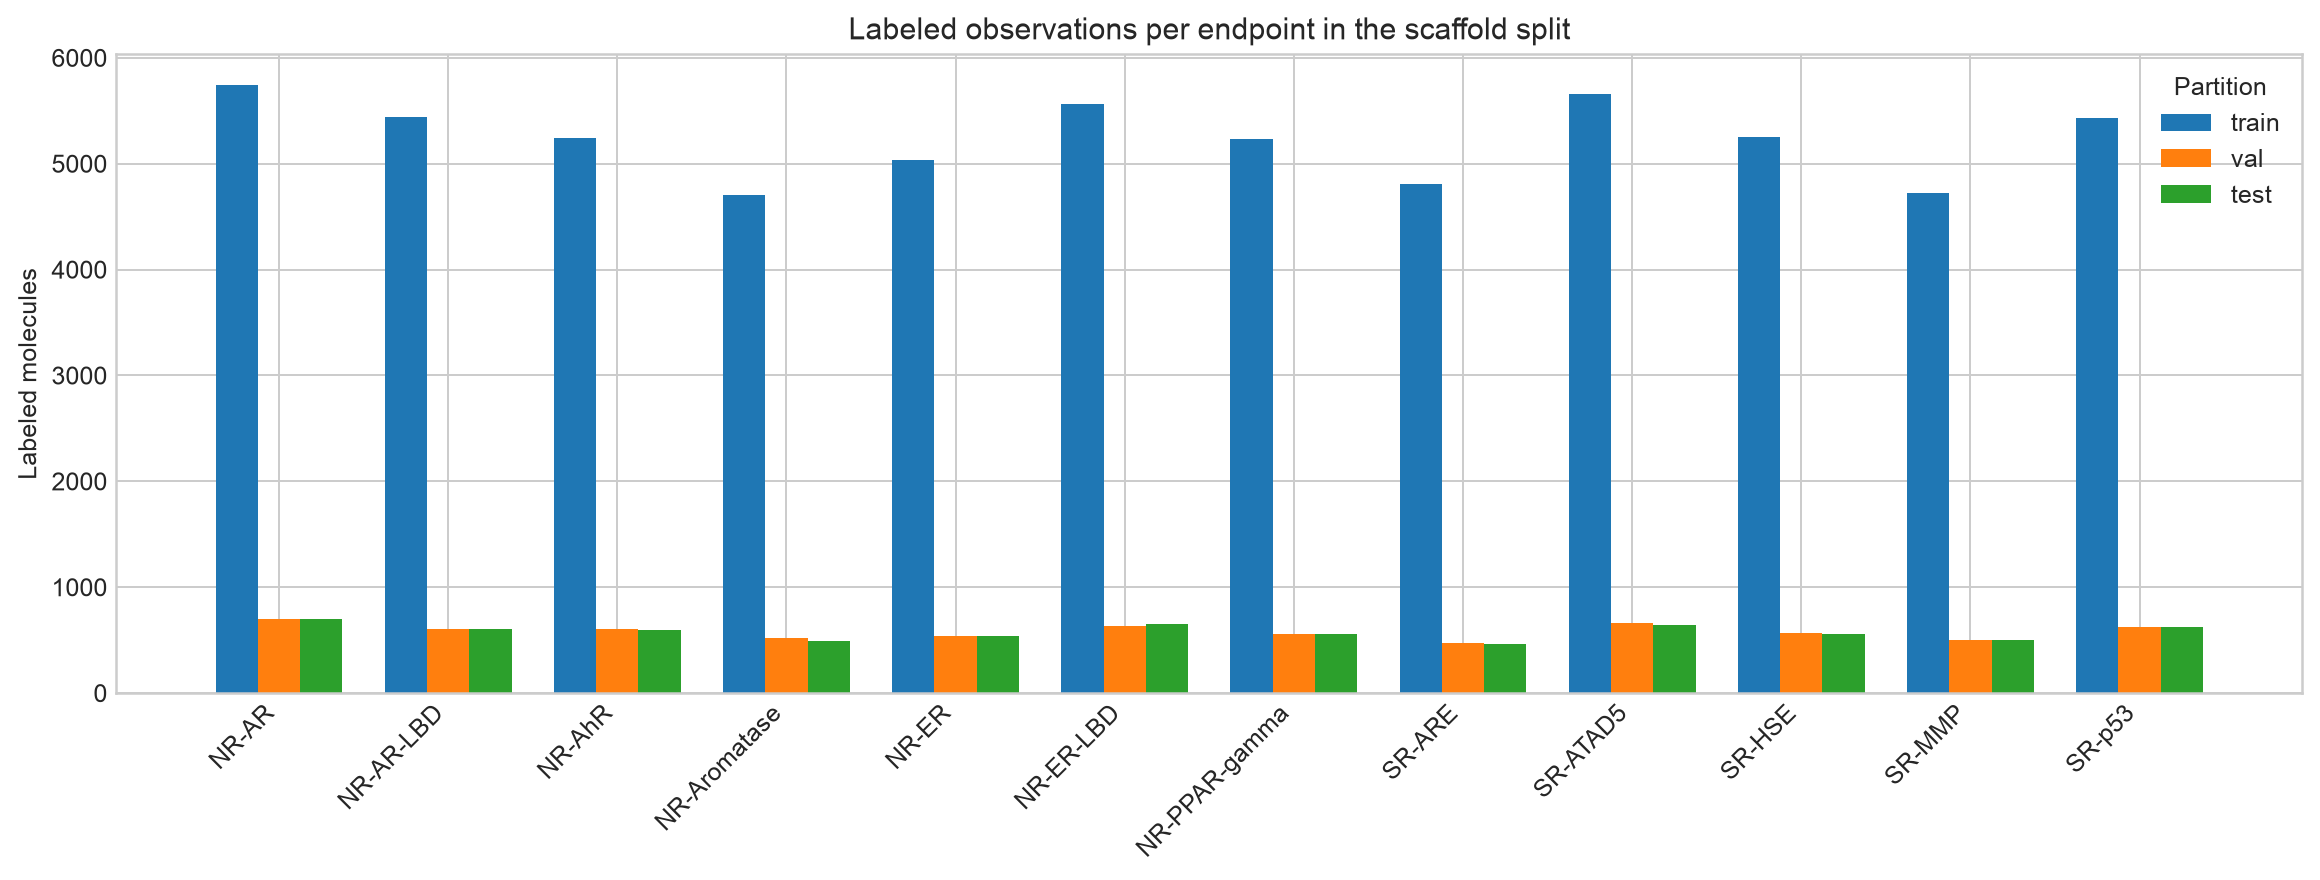 Labeled observations per endpoint in the scaffold split
Labeled molecules
6000
5000
4000
3000
2000
1000
0
Partition
train
val
test
NR-AR
NR-AR-LBD
NR-AhR
NR-Aromatase
NR-ER
NR-ER-LBD
NR-PPAR-gamma
SR-ARE
SR-ATAD5
SR-HSE
SR-MMP
SR-p53